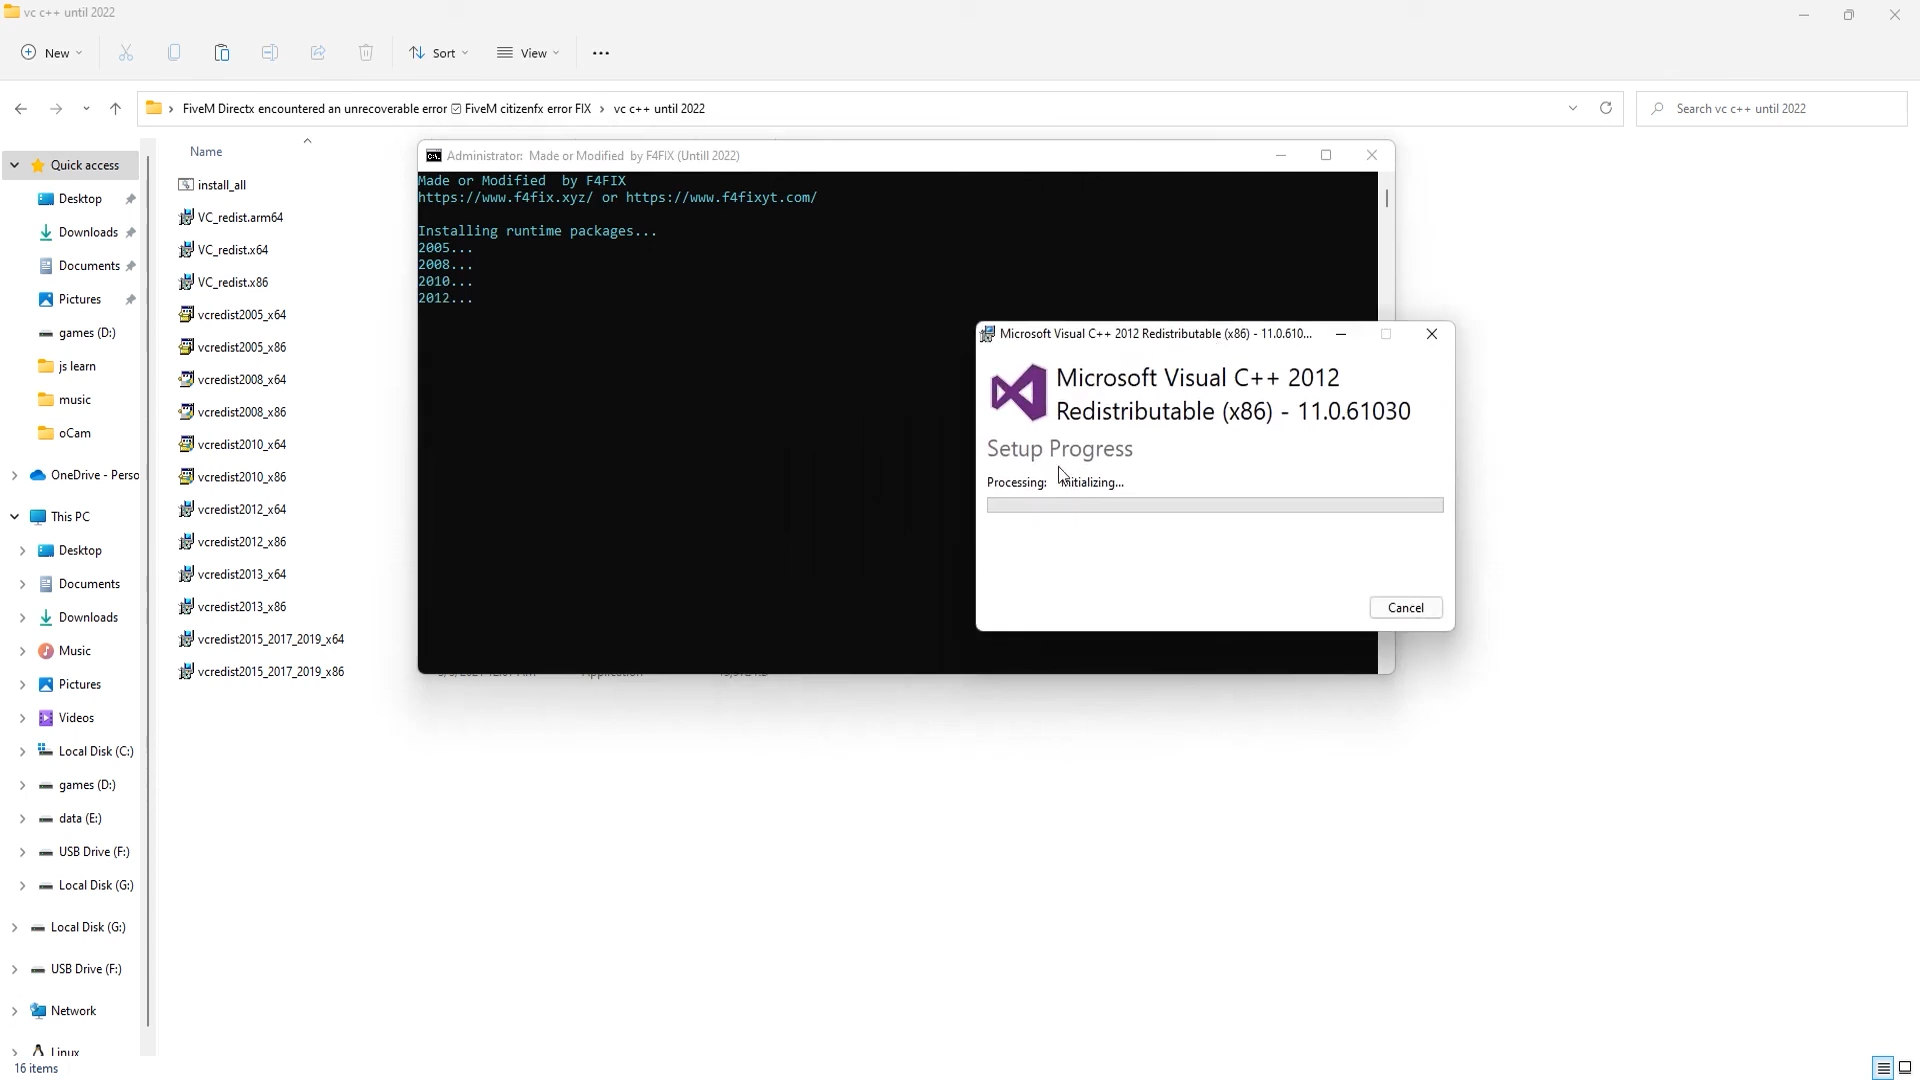 vc c++ until 2022
New
Sort
View
FiveM Directx encountered an unrecoverable error ☑ FiveM citizenfx error FIX > vc c++ until 2022
Search vc c++ until 2022
Quick access
Desktop
Downloads
Documents
Pictures
games (D:)
js learn
music
oCam
OneDrive - Perso
This PC
Desktop
Documents
Downloads
Music
Pictures
Videos
Local Disk (C:)
games (D:)
data (E:)
USB Drive (F:)
Local Disk (G:)
Local Disk (G:)
USB Drive (F:)
Network
Linux
16 items
Name
install_all
VC_redist.arm64
VC_redist.x64
VC_redist.x86
vcredist2005_x64
vcredist2005_x86
vcredist2008_x64
vcredist2008_x86
vcredist2010_x64
vcredist2010_x86
vcredist2012_x64
vcredist2012_x86
vcredist2013_x64
vcredist2013_x86
vcredist2015_2017_2019_x64
vcredist2015_2017_2019_x86
Administrator: Made or Modified by F4FIX (Untill 2022)
Made or Modified by F4FIX
https://www.f4fix.xyz/ or https://www.f4fixyt.com/
Installing runtime packages...
2005...
2008...
2010...
2012...
Microsoft Visual C++ 2012 Redistributable (x86) - 11.0.610...
Microsoft Visual C++ 2012
Redistributable (x86) - 11.0.61030
Setup Progress
Processing: Initializing...
Cancel